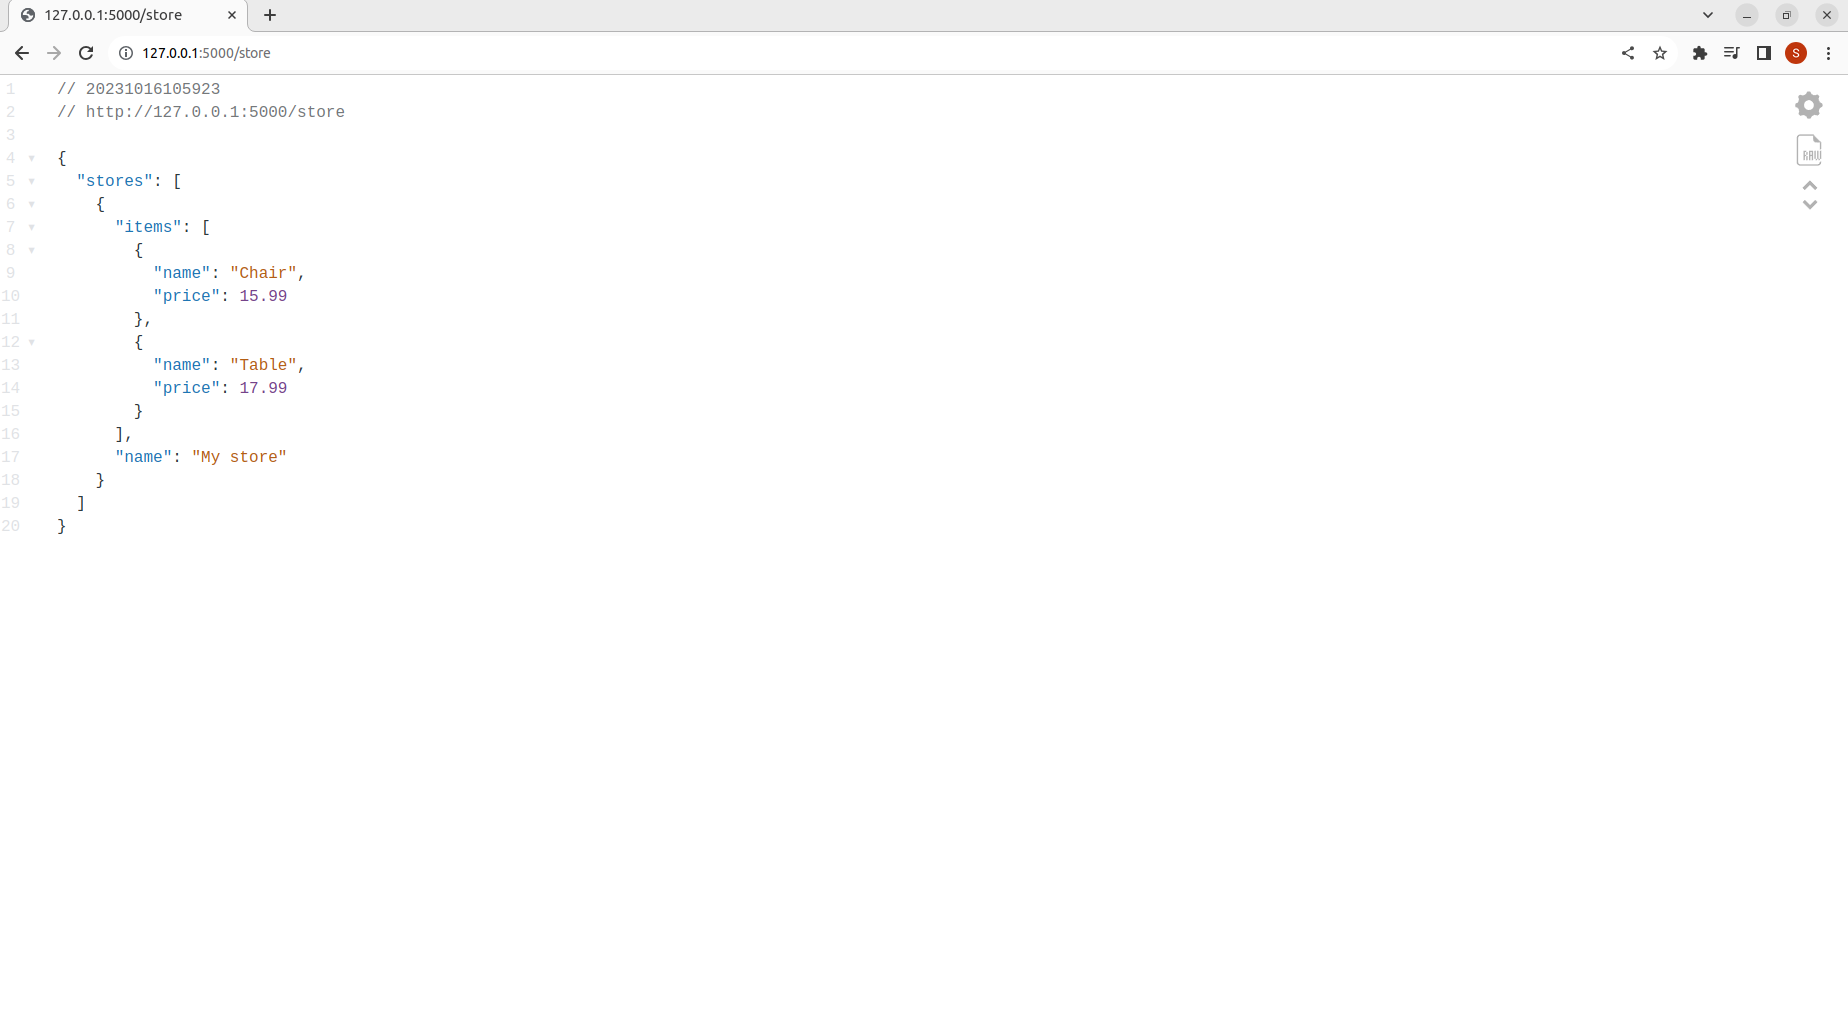 127.0.0.1:5000/store
127.0.0.1:5000/store
S
1 // 20231016105923
2 // http://127.0.0.1:5000/store
3
4 {
5 "stores": [
6 {
7 "items": [
8 {
9 "name": "Chair",
10 "price": 15.99
11 },
12 {
13 "name": "Table",
14 "price": 17.99
15 }
16 ],
17 "name": "My store"
18 }
19 ]
20 }
RAW